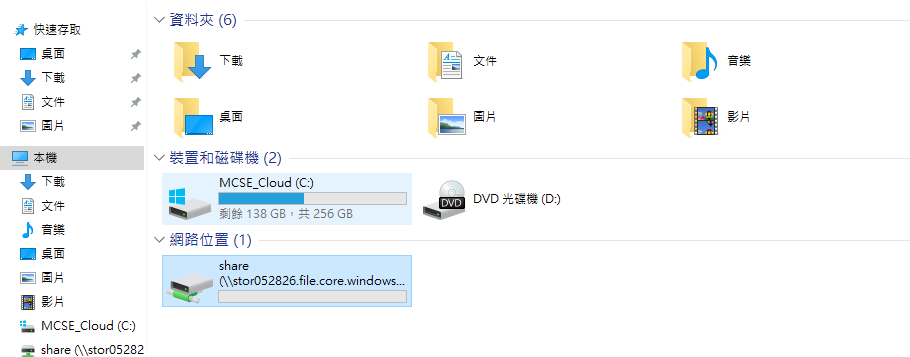 快速存取
桌面
下載
文件
圖片
本機
下載
文件
音樂
桌面
圖片
影片
MCSE_Cloud (C:)
share (\\stor05282
資料夾 (6)
下載
文件
音樂
桌面
圖片
影片
裝置和磁碟機 (2)
MCSE_Cloud (C:)
剩餘 138 GB，共 256 GB
DVD
DVD 光碟機 (D:)
網路位置 (1)
share
(\\stor052826.file.core.windows...